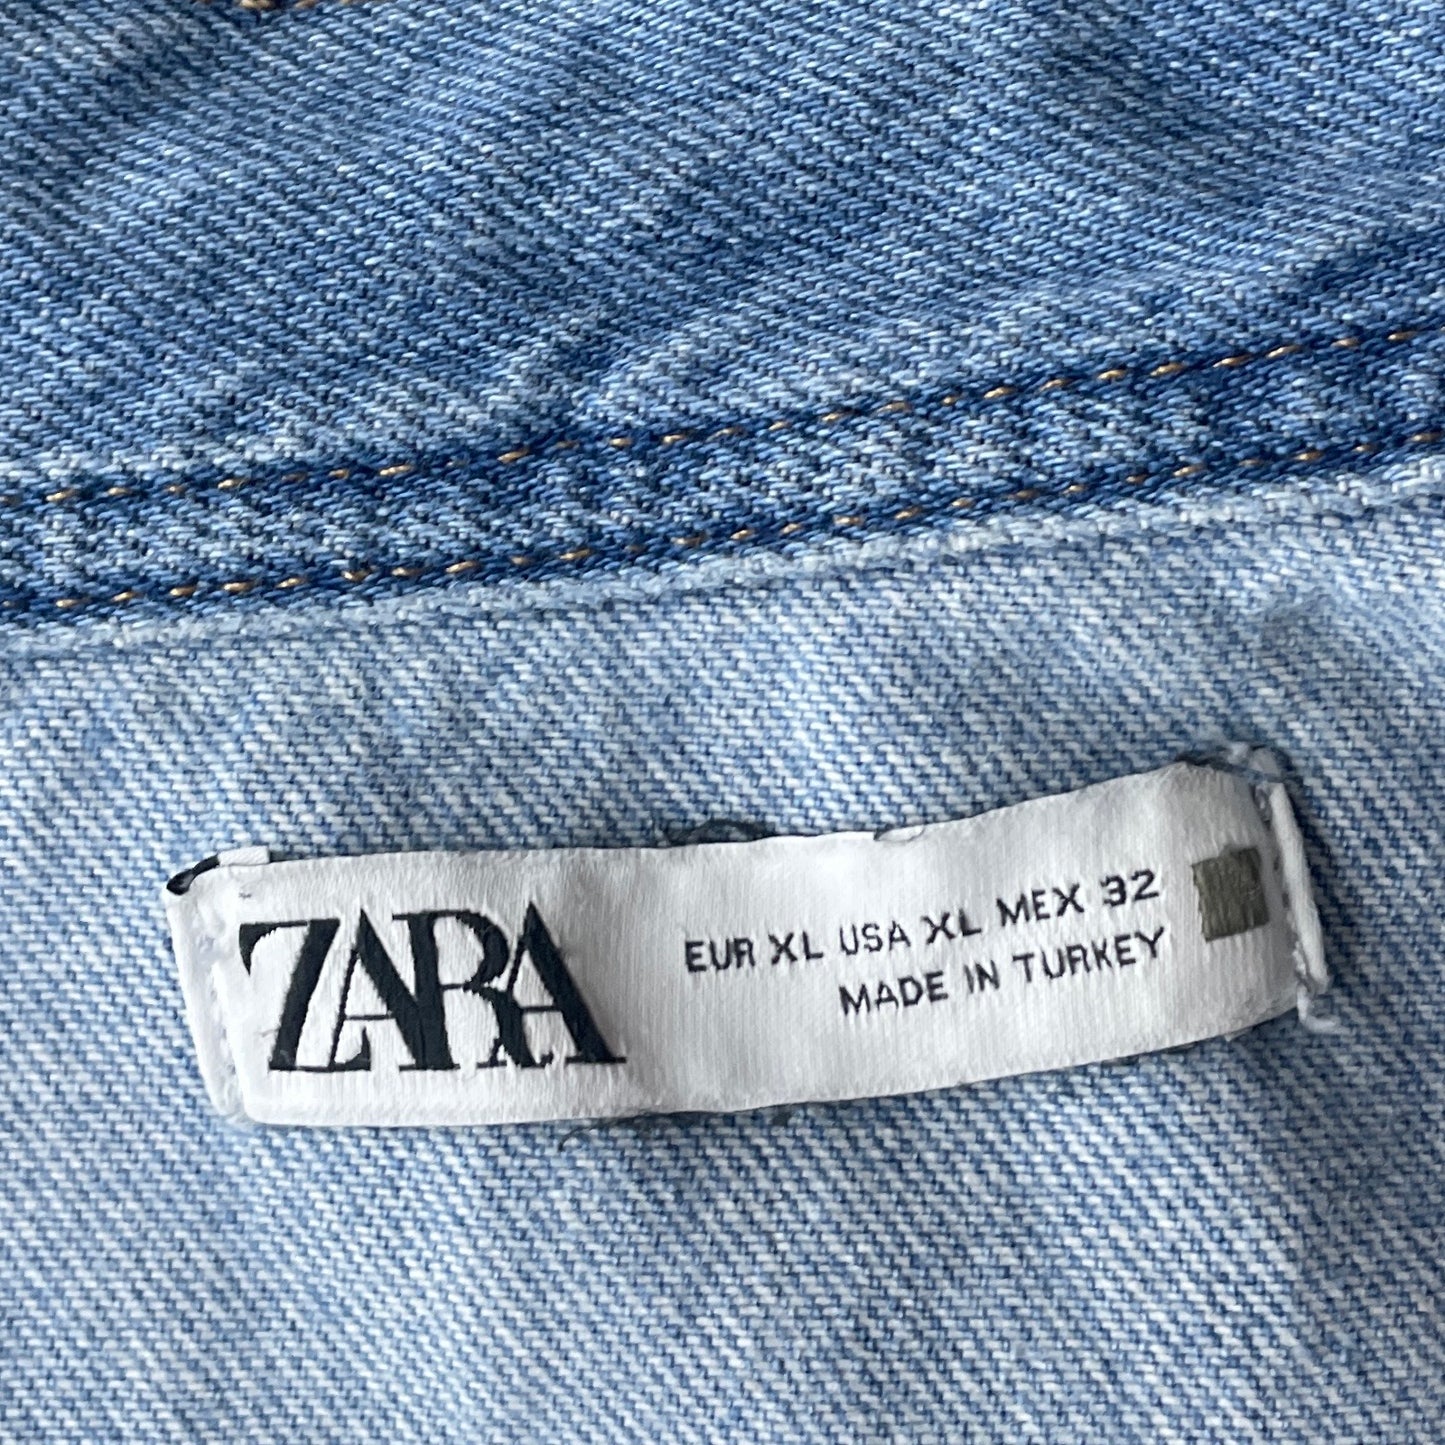 ZARA
EUR XL USA XL MEX 32
MADE IN TURKEY